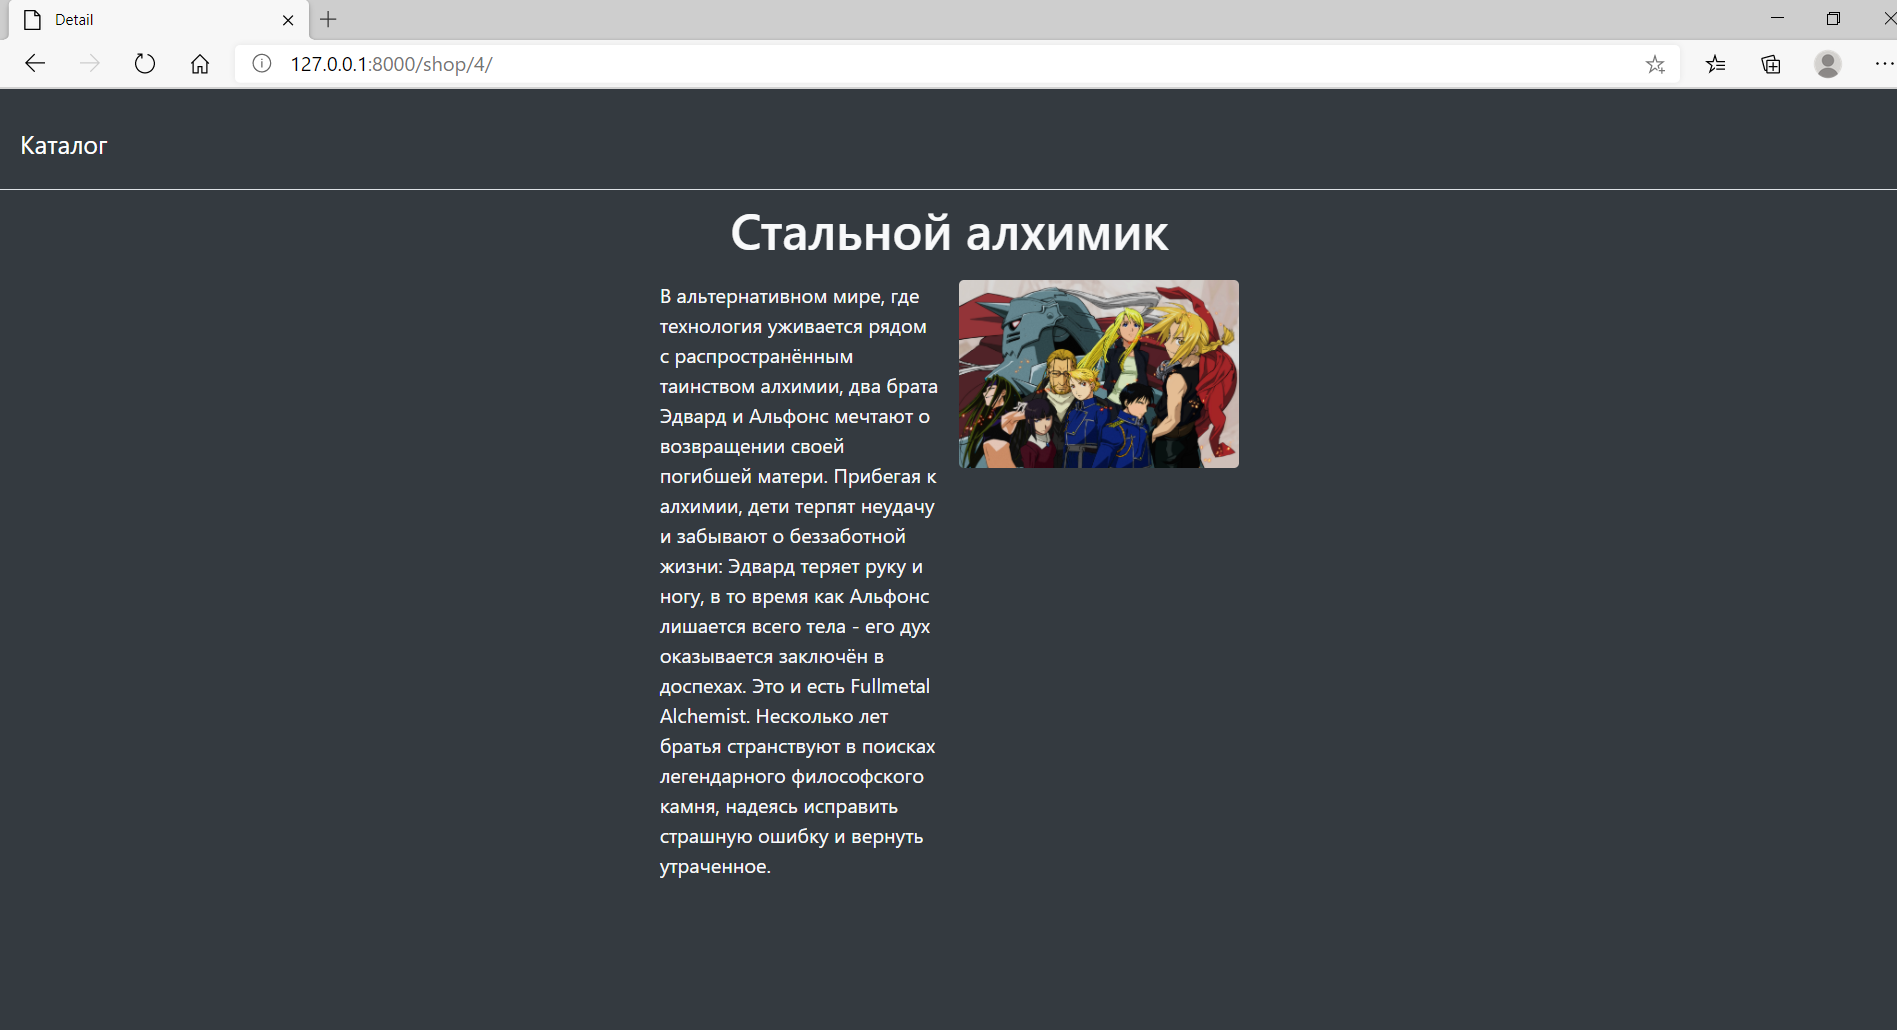 Detail
127.0.0.1:8000/shop/4/
Каталог
Стальной алхимик
В альтернативном мире, где
технология уживается рядом
с распространённым
таинством алхимии, два брата
Эдвард и Альфонс мечтают о
возвращении своей
погибшей матери. Прибегая к
алхимии, дети терпят неудачу
и забывают о беззаботной
жизни: Эдвард теряет руку и
ногу, в то время как Альфонс
лишается всего тела - его дух
оказывается заключён в
доспехах. Это и есть Fullmetal
Alchemist. Несколько лет
братья странствуют в поисках
легендарного философского
камня, надеясь исправить
страшную ошибку и вернуть
утраченное.